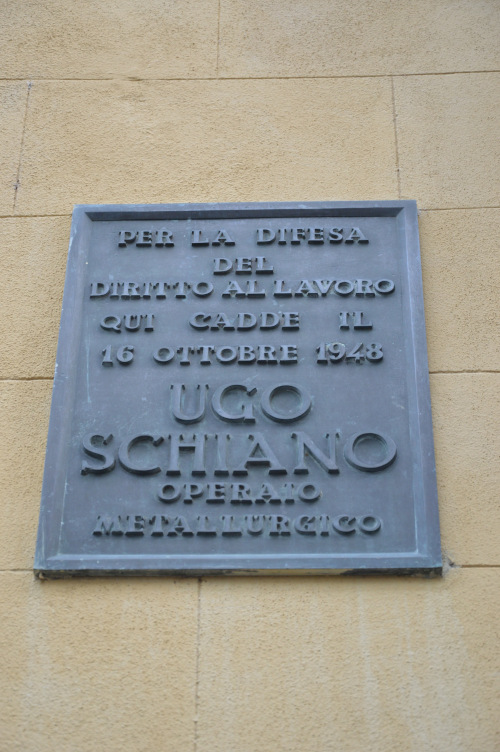 PER LA DIFESA
DEL
DIRITTO AL LAVORO
QUI CADDE IL
16 OTTOBRE 1948
UGO
SCHIANO
OPERAIO
METALLURGICO